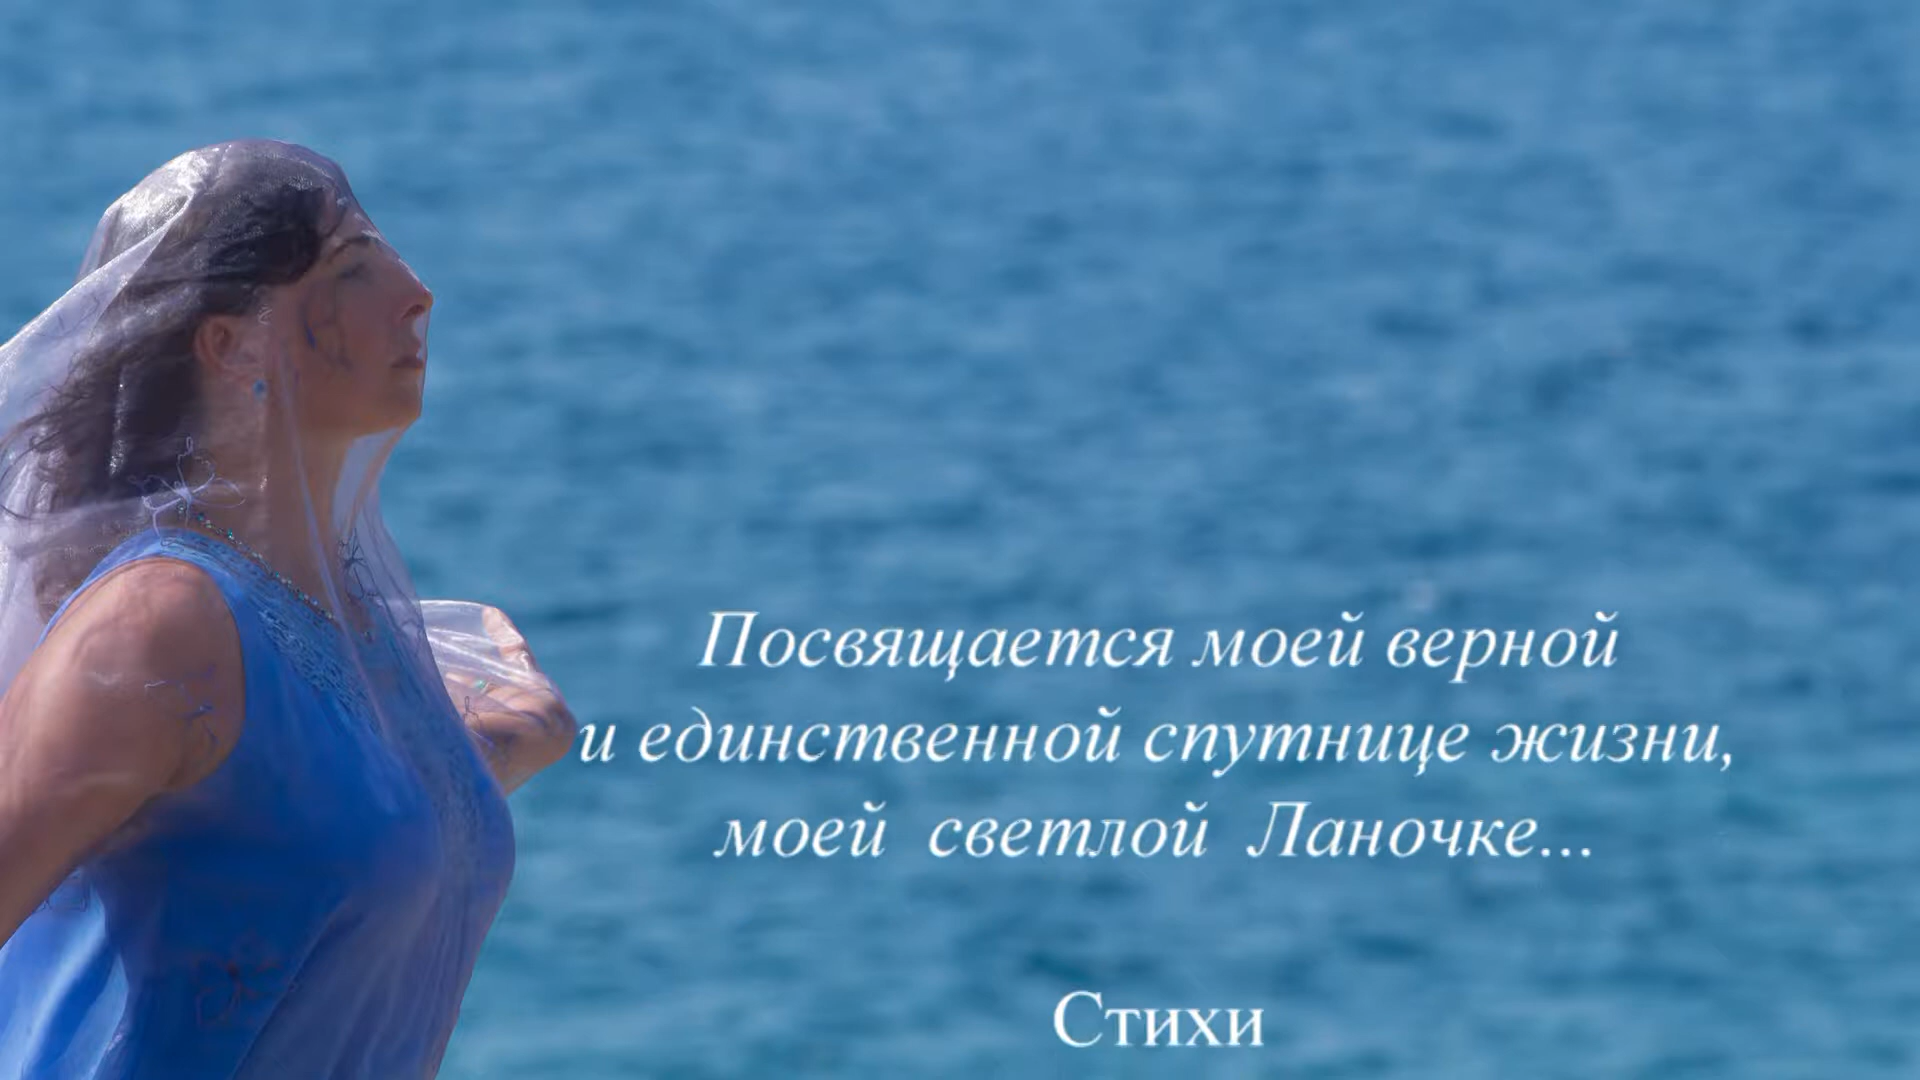 Посвящается моей верной
и единственной спутнице жизни,
моей светлой Ланочке...
Стихи